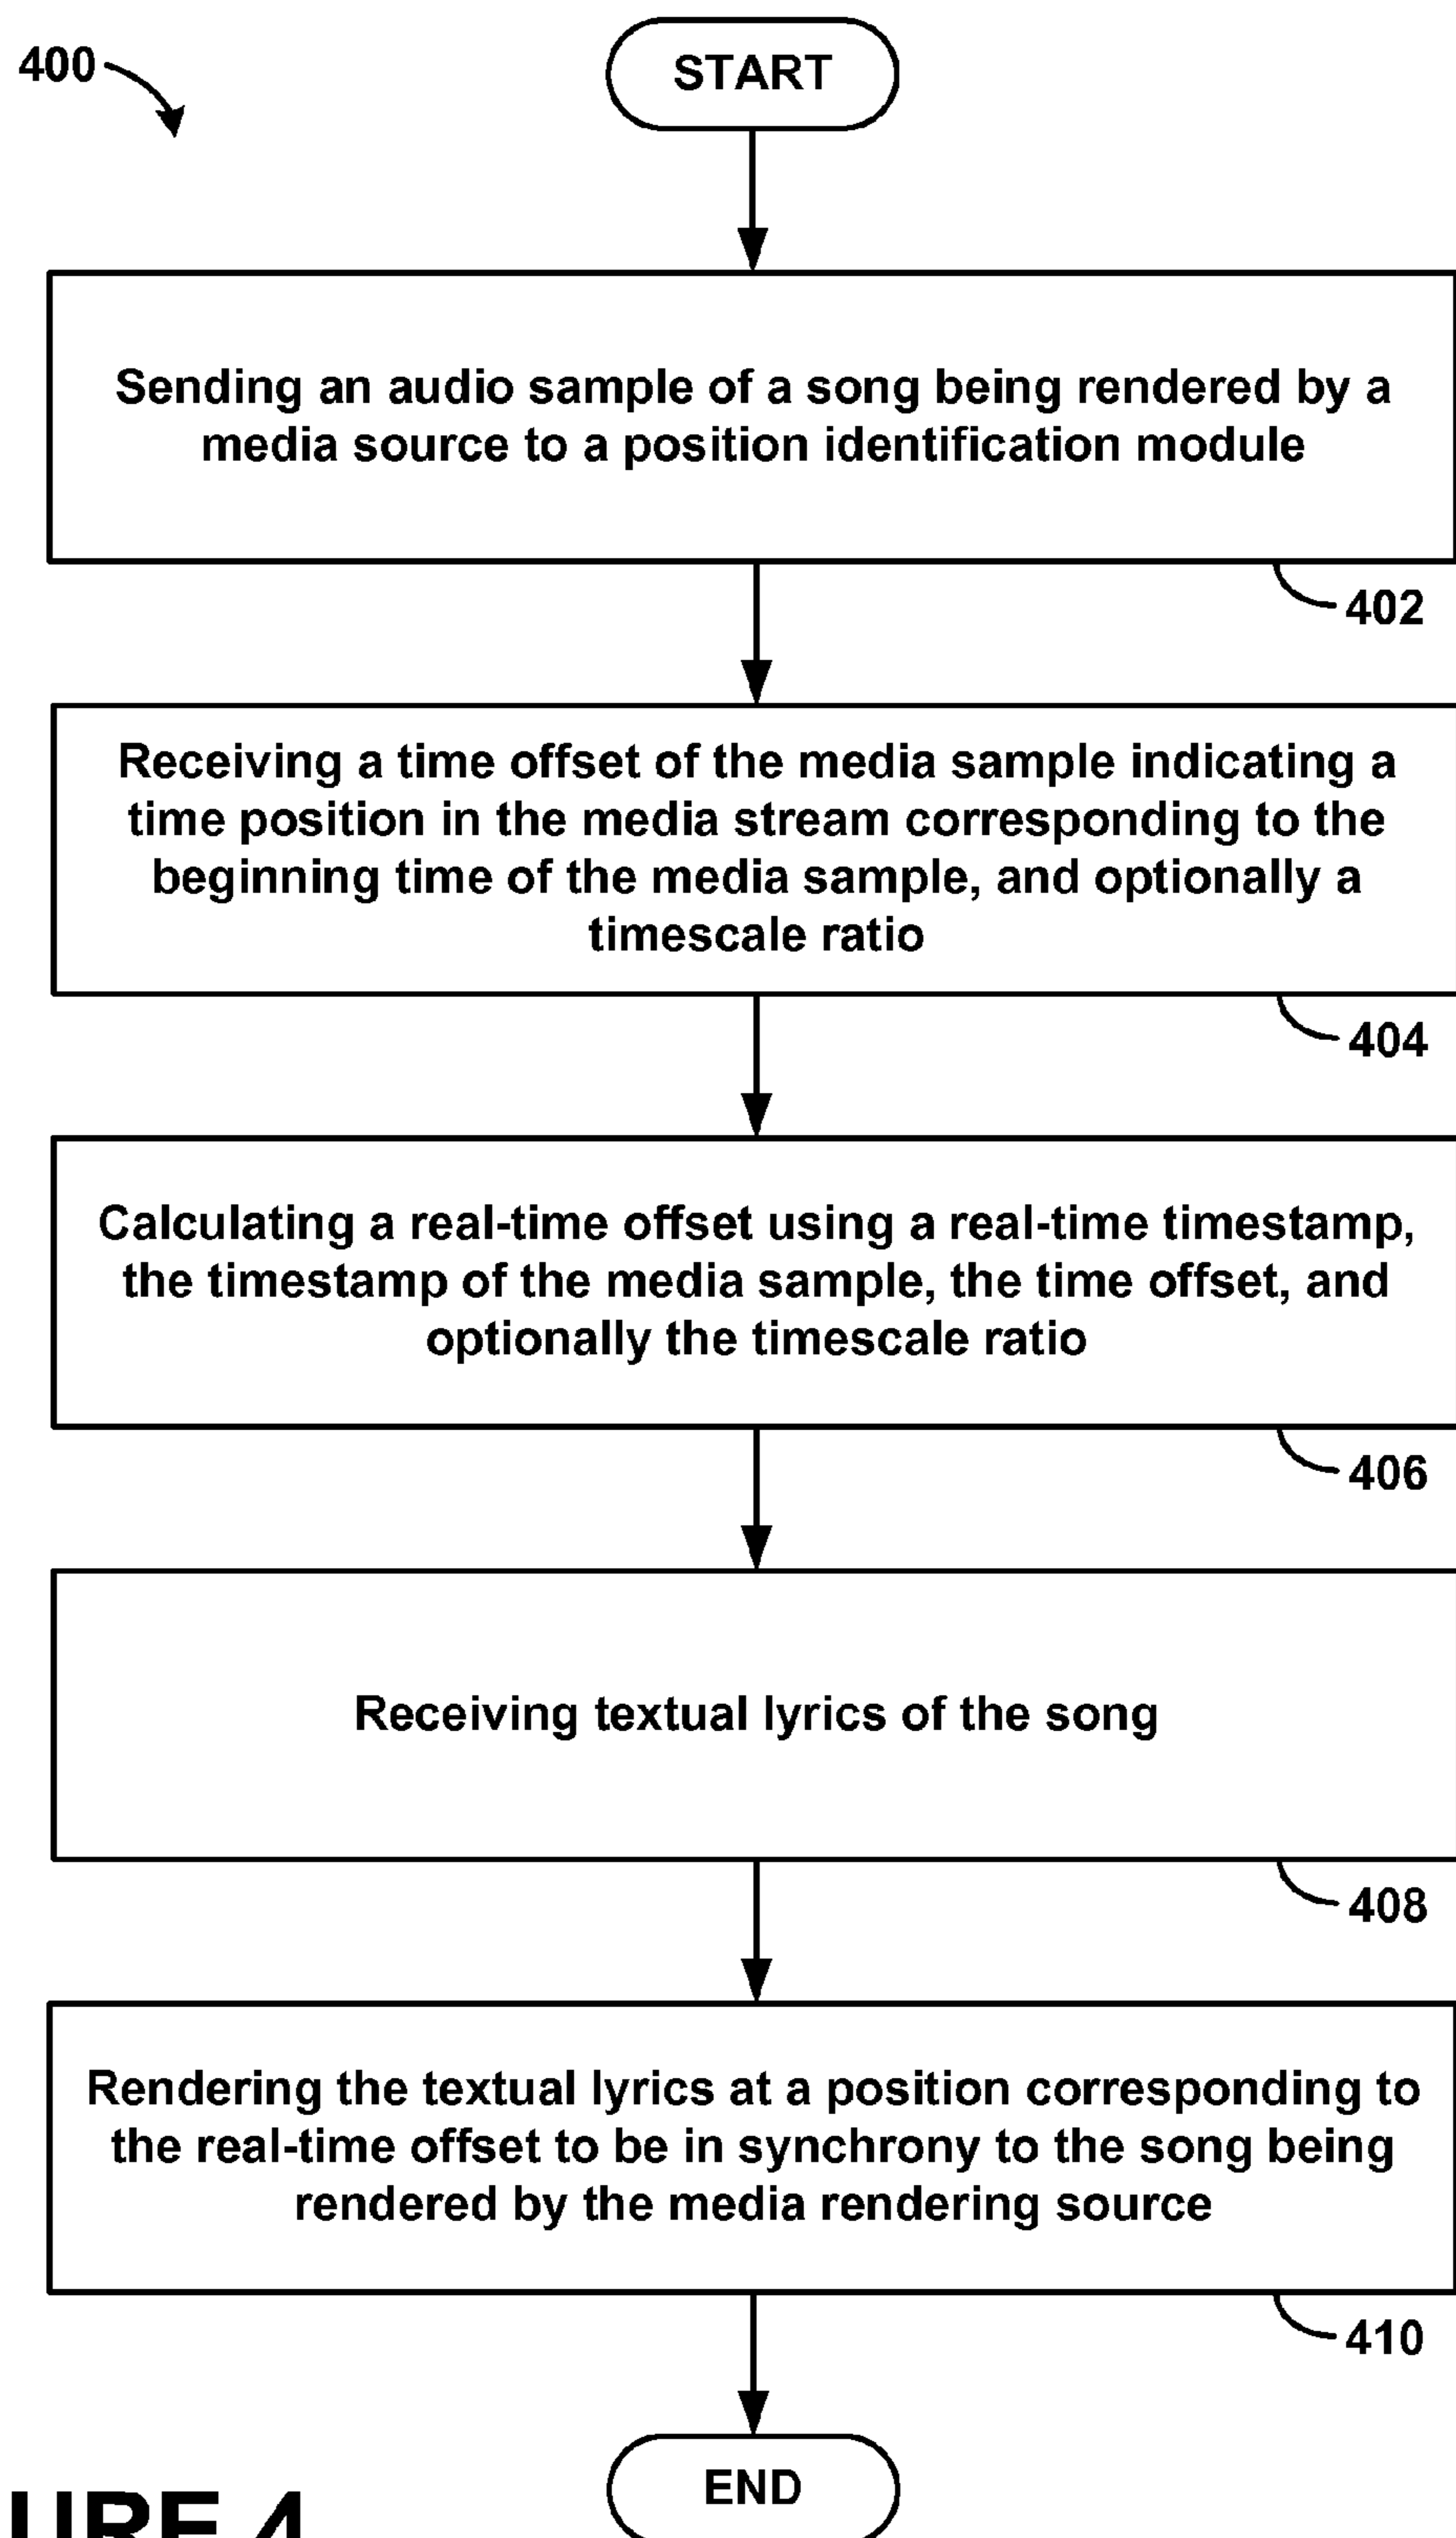 400
START
Sending an audio sample of a song being rendered by a
media source to a position identification module
402
Receiving a time offset of the media sample indicating a
time position in the media stream corresponding to the
beginning time of the media sample, and optionally a
timescale ratio
404
Calculating a real-time offset using a real-time timestamp,
the timestamp of the media sample, the time offset, and
optionally the timescale ratio
406
Receiving textual lyrics of the song
408
Rendering the textual lyrics at a position corresponding to
the real-time offset to be in synchrony to the song being
rendered by the media rendering source
410
END
URE 4